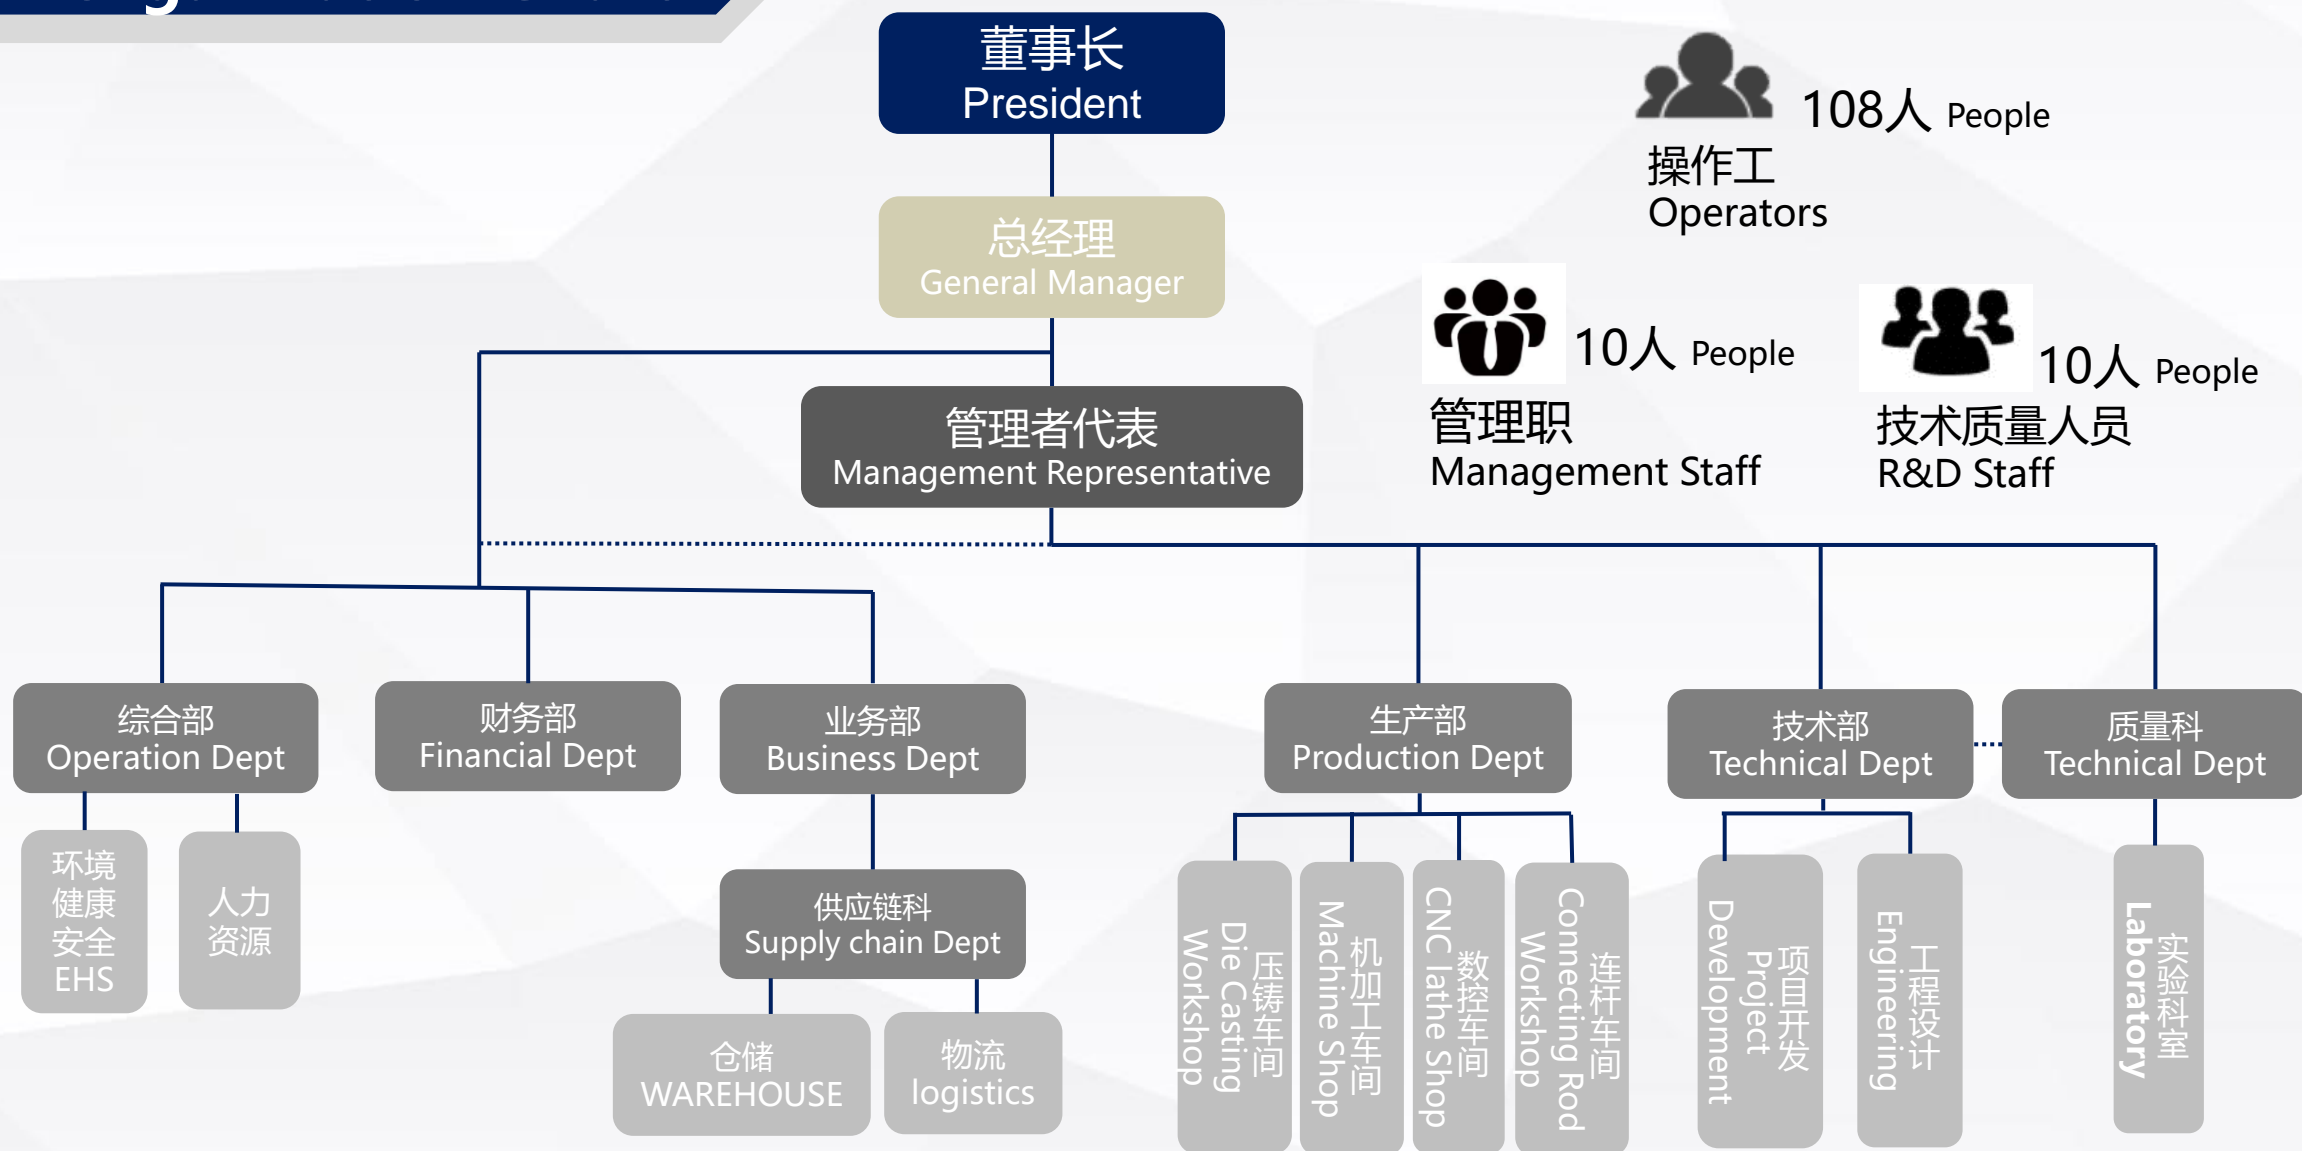 董事长
President
108人 People
操作工
Operators
总经理
General Manager
10人 People
管理职
Management Staff
10人 People
技术质量人员
R&D Staff
管理者代表
Management Representative
综合部
Operation Dept
财务部
Financial Dept
业务部
Business Dept
生产部
Production Dept
技术部
Technical Dept
质量科
Technical Dept
环境
健康
安全
EHS
人力
资源
供应链科
Supply chain Dept
仓储
WAREHOUSE
物流
logistics
压铸车间
Die Casting
Workshop
机加工车间
Machine Shop
数控车间
CNC lathe Shop
连杆车间
Connecting Rod
Workshop
项目开发
Project
Development
工程设计
Engineering
实验科室
Laboratory